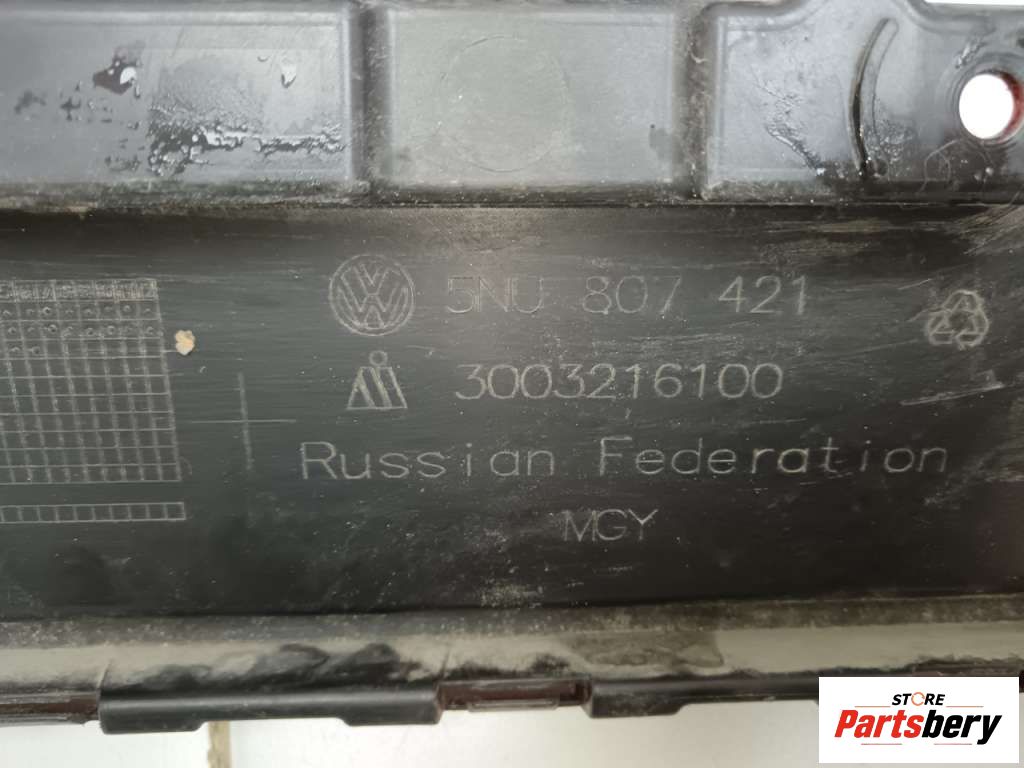 5NU 807 421
3003216100
Russian Federation
MGY
STORE
Partsbery